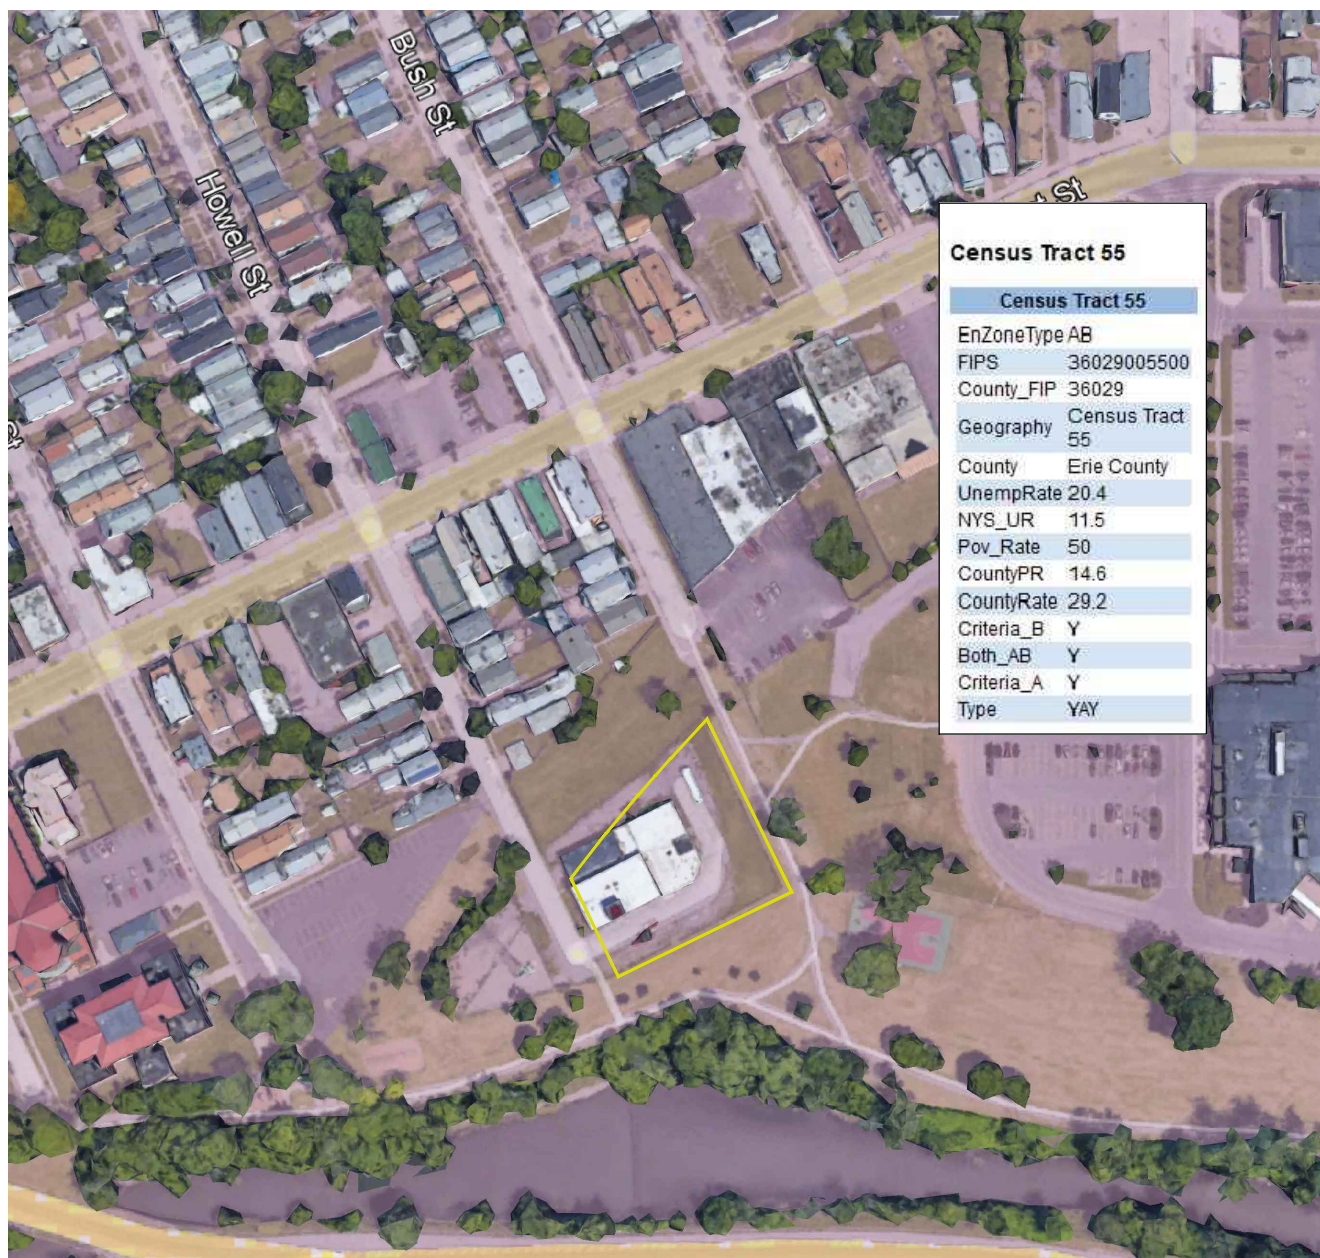 Bush St
Howell St
St
St
Census Tract 55
Census Tract 55
EnZoneType AB
FIPS 36029005500
County_FIP 36029
Geography Census Tract
55
County Erie County
UnempRate 20.4
NYS_UR 11.5
Pov_Rate 50
CountyPR 14.6
CountyRate 29.2
Criteria_B Y
Both_AB Y
Criteria_A Y
Type YAY